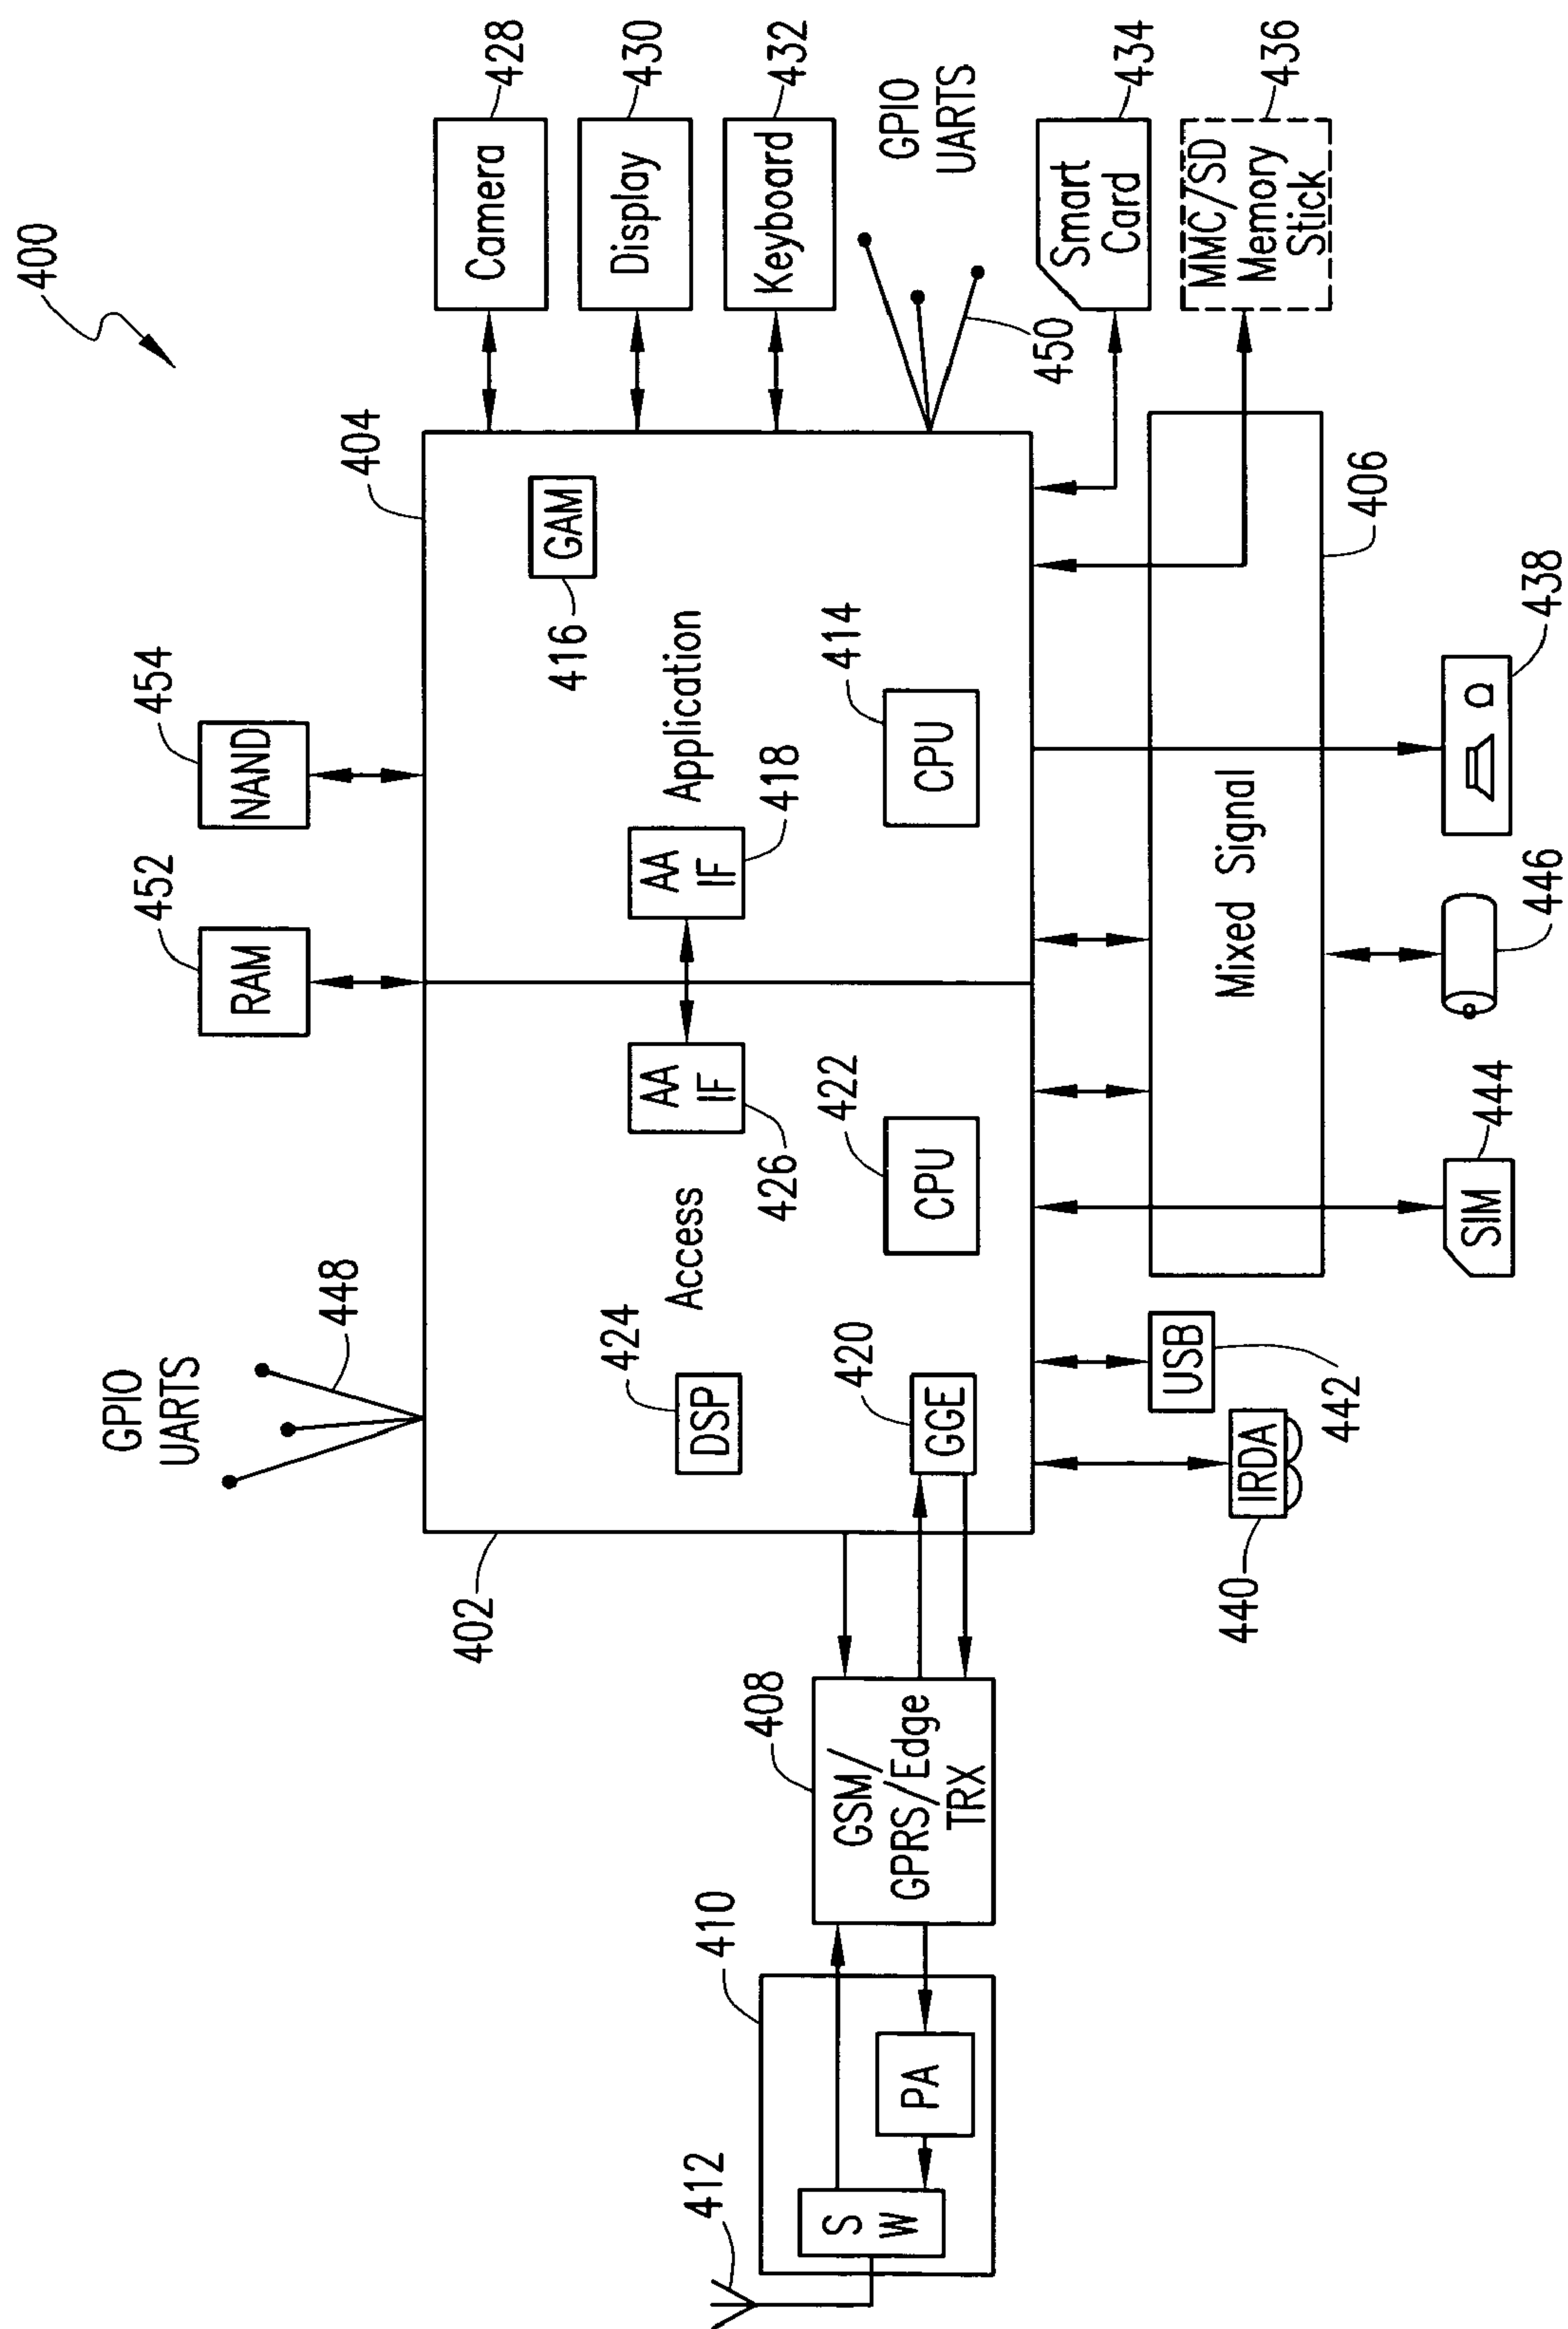 400
454
NAND
452
RAM
GPIO
UARTS
448
404
GAM
416
428
Camera
430
Display
432
Keyboard
GPIO
UARTS
450
Application
AA
IF
418
414
CPU
AA
IF
426
Access
422
CPU
424
DSP
420
GGE
402
408
GSM/
GPRS/Edge
TRX
410
412
S
W
PA
434
Smart
Card
436
MMC/SD
Memory
Stick
406
Mixed Signal
USB
442
IRDA
440
SIM
444
446
438
Ω